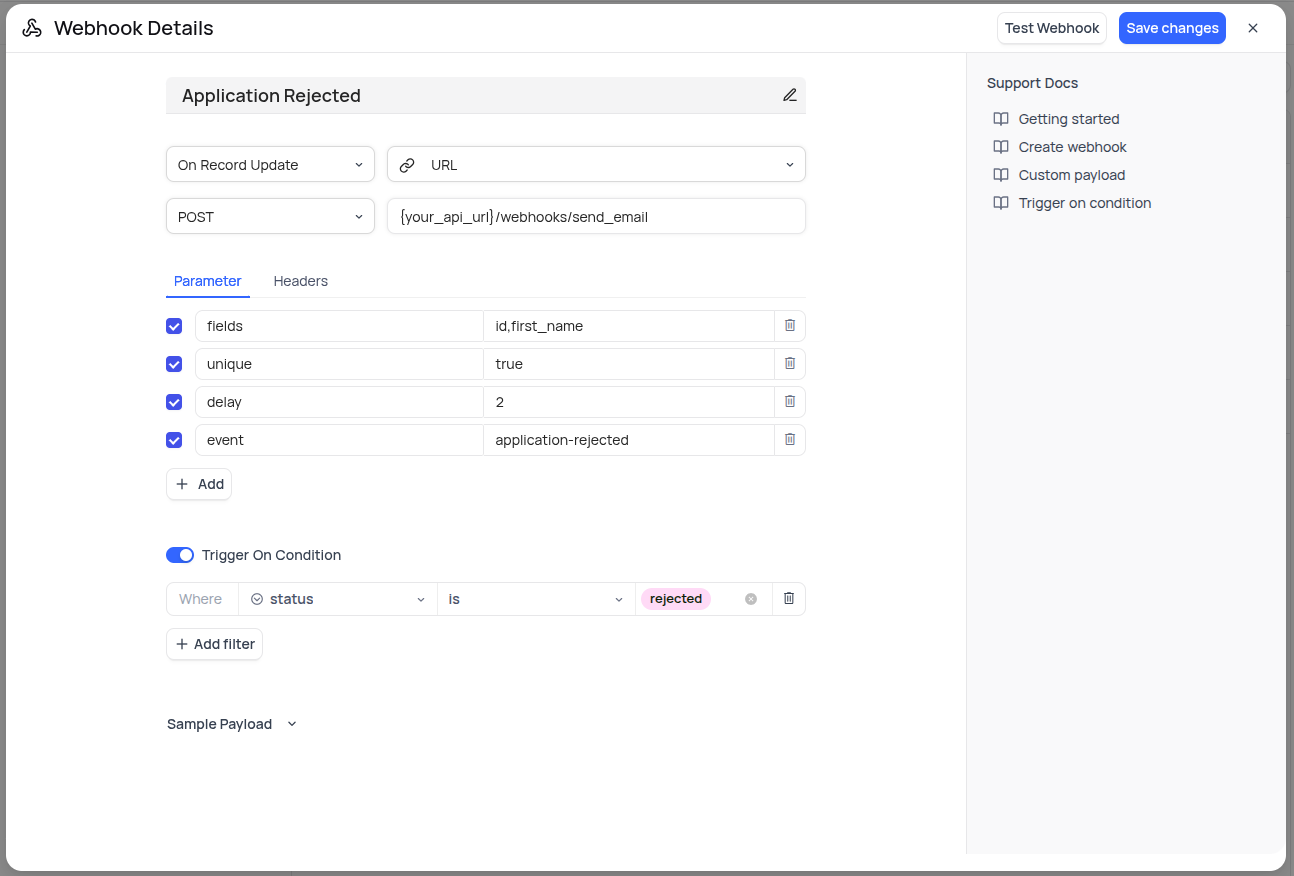 Webhook Details
Test Webhook
Save changes
Application Rejected
On Record Update
URL
POST
{your_api_url}/webhooks/send_email
Parameter
Headers
fields
id,first_name
unique
true
delay
2
event
application-rejected
Add
Trigger On Condition
Where
status
is
rejected
Add filter
Sample Payload
Support Docs
Getting started
Create webhook
Custom payload
Trigger on condition